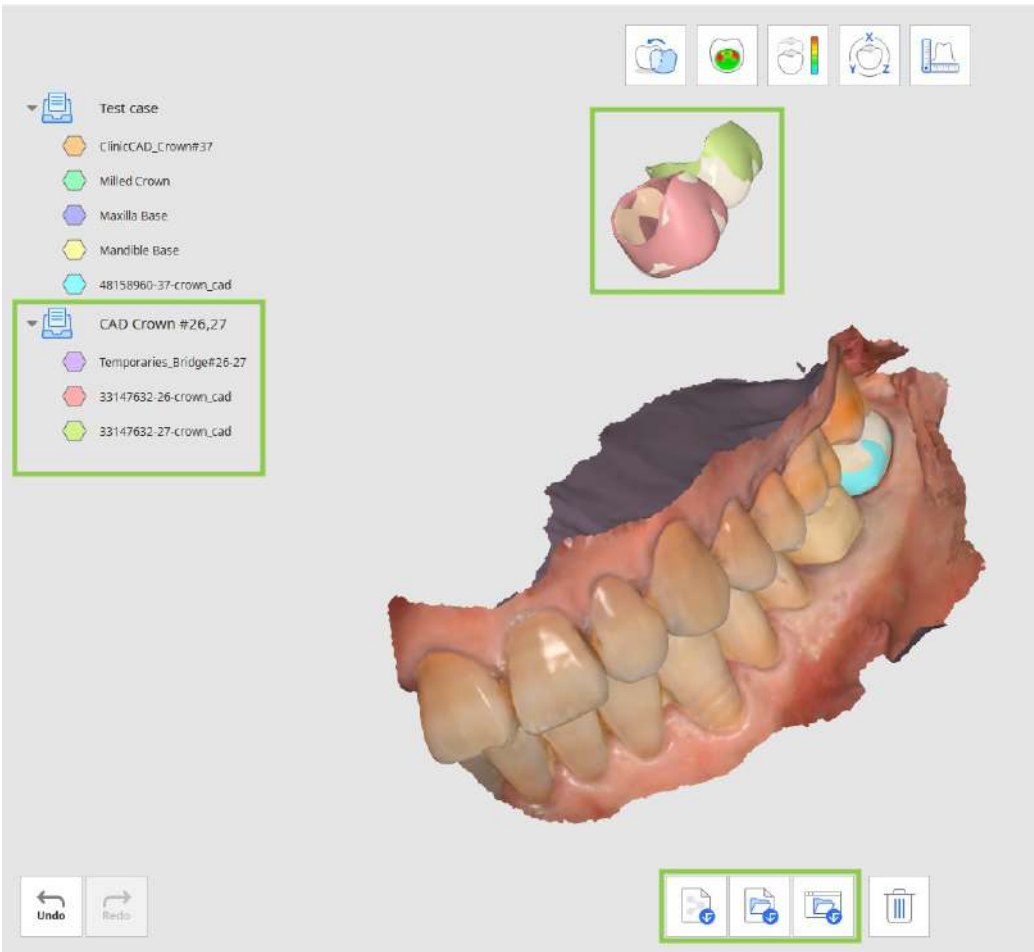 Test case
ClinicCAD_Crown#37
Milled Crown
Maxilla Base
Mandible Base
48158960-37-crown_cad
CAD Crown #26,27
Temporaries_Bridge#26-27
33147632-26-crown_cad
33147632-27-crown_cad
X
Y Z
Undo
Redo